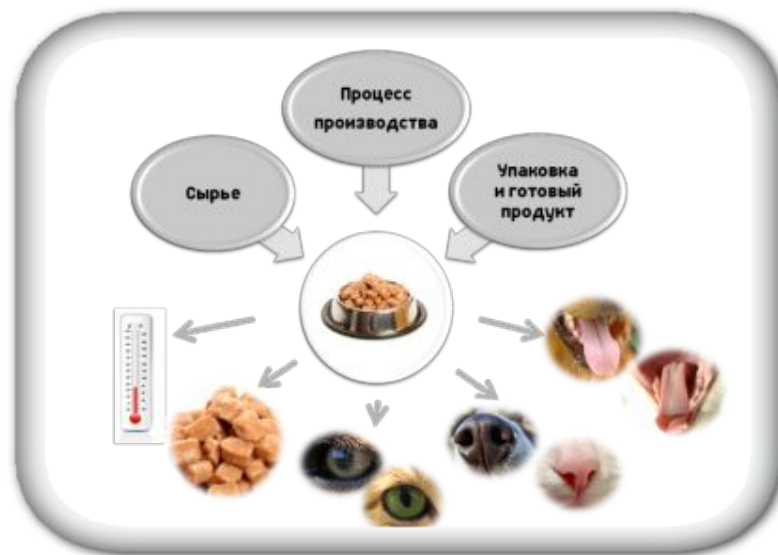 Процесс
производства
Сырье
Упаковка
и готовый
продукт